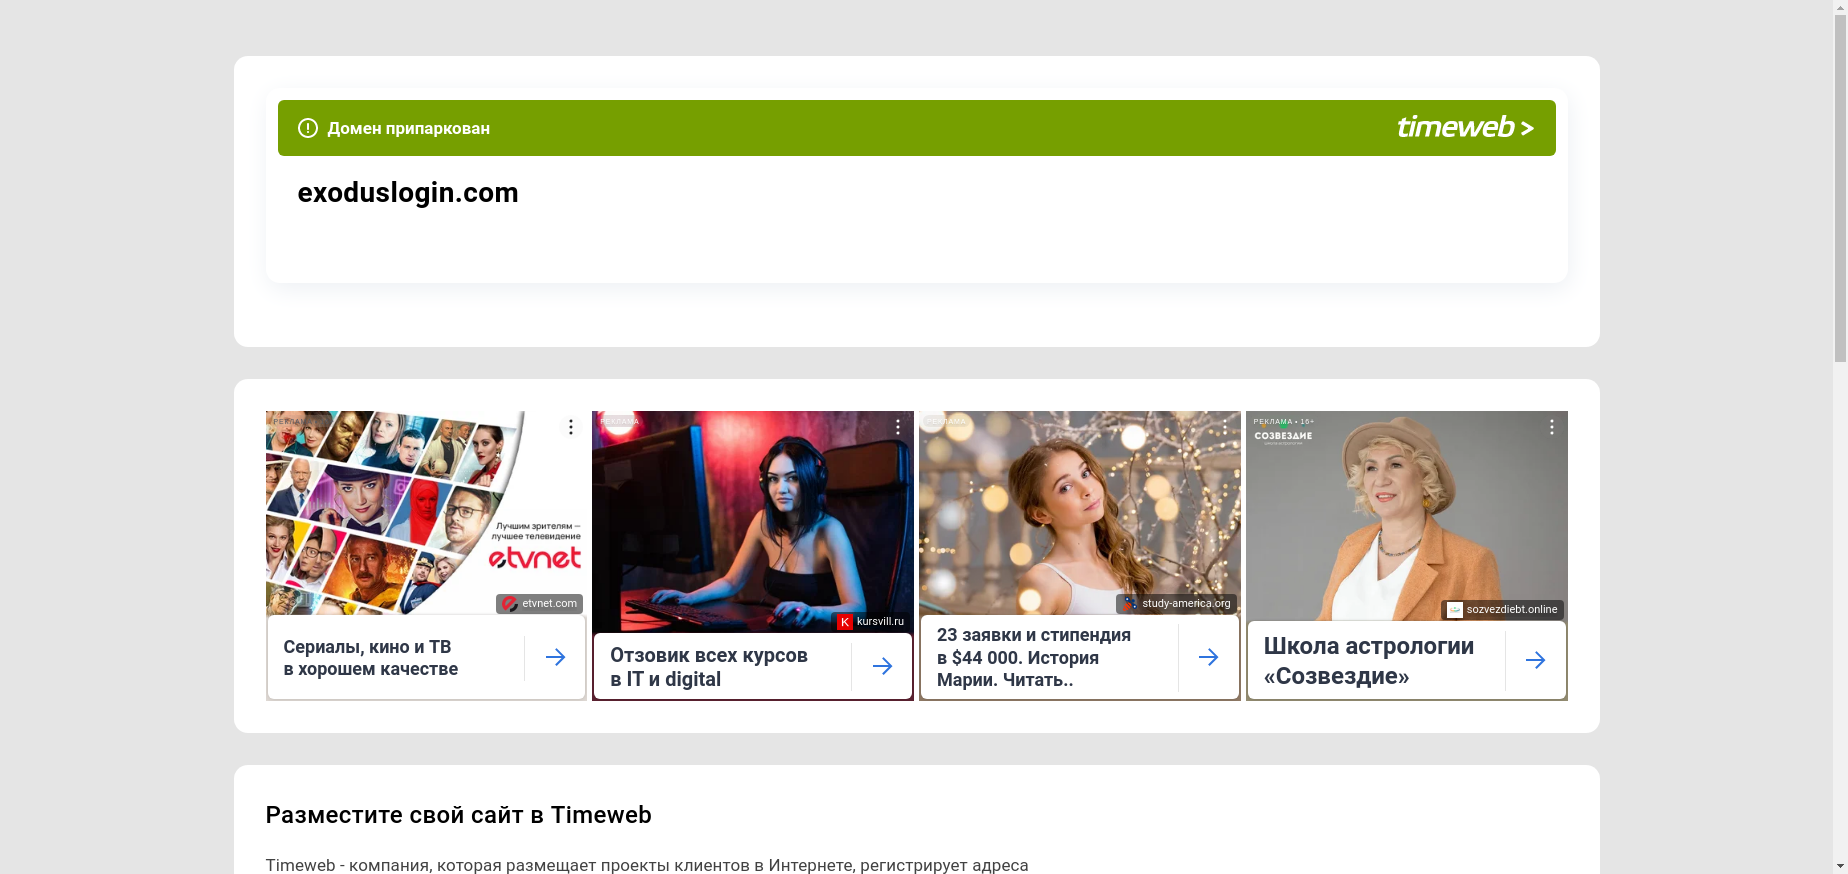 Домен припаркован
timeweb >
exoduslogin.com
РЕКЛАМА
Лучшим зрителям –
лучшее телевидение
etvnet
etvnet.com
Сериалы, кино и ТВ
в хорошем качестве
РЕКЛАМА
K kursvill.ru
Отзовик всех курсов
в IT и digital
РЕКЛАМА
study-america.org
23 заявки и стипендия
в $44 000. История
Марии. Читать..
РЕКЛАМА • 16+
СОЗВЕЗДИЕ
sozvezdiebt.online
Школа астрологии
«Созвездие»
Разместите свой сайт в Timeweb
Timeweb - компания, которая размещает проекты клиентов в Интернете, регистрирует адреса